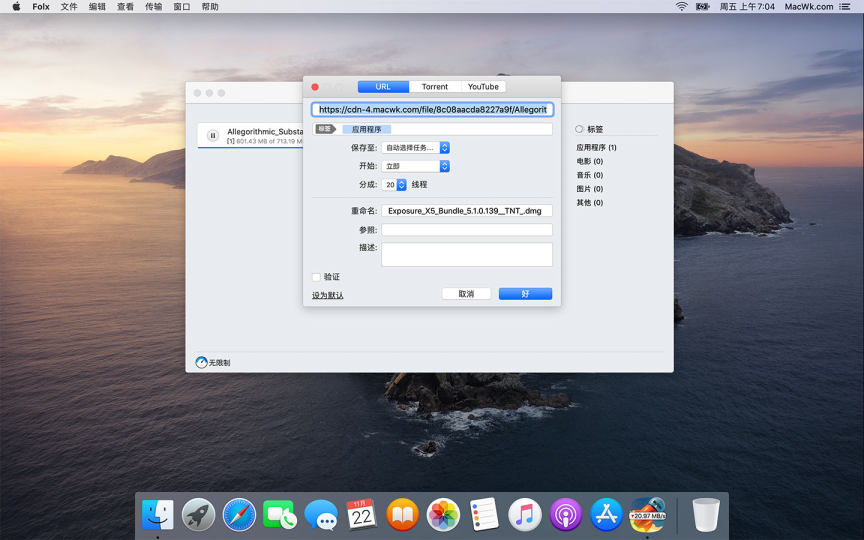 Folx 文件 编辑 查看 传输 窗口 帮助
周五 上午7:04 MacWk.com
URL Torrent YouTube
https://cdn-4.macwk.com/file/8c08aacda8227a9f/Allegorit
标签 应用程序
保存至: 自动选择任务...
开始: 立即
分成: 20 线程
重命名: Exposure_X5_Bundle_5.1.0.139__TNT_.dmg
参照:
描述:
验证
设为默认
取消
好
Allegorithmic_Substa
[1] 601.43 MB of 713.19 M
标签
应用程序 (1)
电影 (0)
音乐 (0)
图片 (0)
其他 (0)
无限制
11月
22
+20.97 MB/s